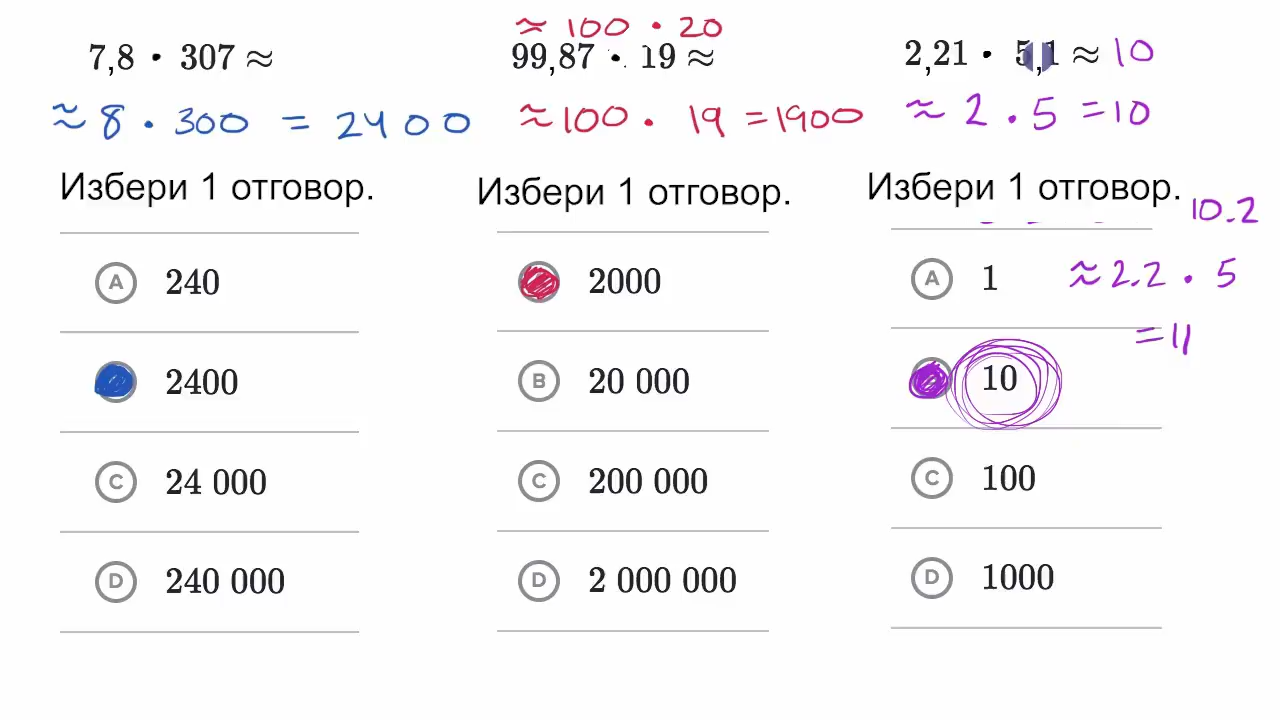 7,8 · 307 ≈
≈ 8 · 300 = 2400
Избери 1 отговор.
A 240
2400
C 24 000
D 240 000
≈ 100 · 20
99,87 · 19 ≈
≈ 100 · 19 = 1900
Избери 1 отговор.
2000
B 20 000
C 200 000
D 2 000 000
2,21 · 5,1 ≈ 10
≈ 2 · 5 = 10
Избери 1 отговор.
10.2
A 1
≈ 2.2 · 5
= 11
10
C 100
D 1000